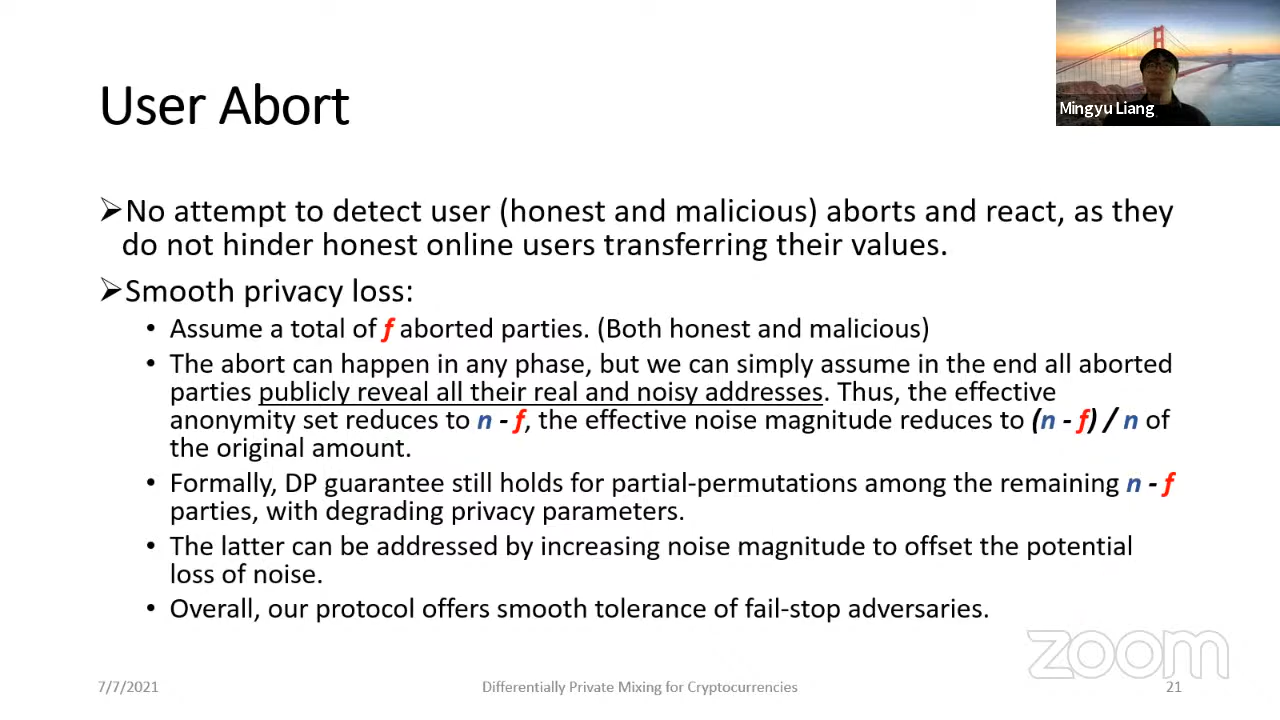 Mingyu Liang
User Abort
➢No attempt to detect user (honest and malicious) aborts and react, as they
do not hinder honest online users transferring their values.
➢Smooth privacy loss:
• Assume a total of f aborted parties. (Both honest and malicious)
• The abort can happen in any phase, but we can simply assume in the end all aborted
parties publicly reveal all their real and noisy addresses. Thus, the effective
anonymity set reduces to n - f, the effective noise magnitude reduces to (n - f) / n of
the original amount.
• Formally, DP guarantee still holds for partial-permutations among the remaining n - f
parties, with degrading privacy parameters.
• The latter can be addressed by increasing noise magnitude to offset the potential
loss of noise.
• Overall, our protocol offers smooth tolerance of fail-stop adversaries.
zoom
7/7/2021
Differentially Private Mixing for Cryptocurrencies
21